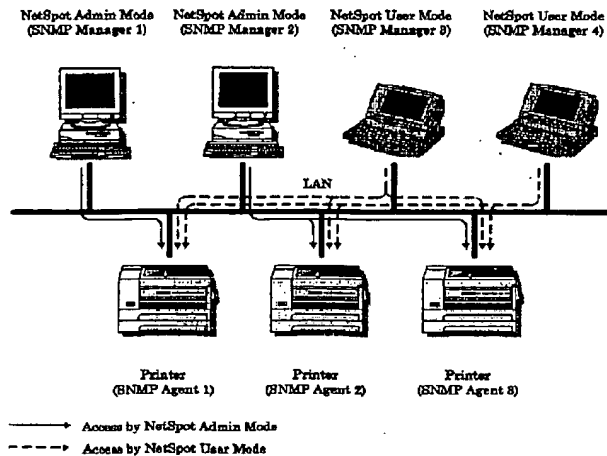 NetSpot Admin Mode
(SNMP Manager 1)
NetSpot Admin Mode
(SNMP Manager 2)
NetSpot User Mode
(SNMP Manager 3)
NetSpot User Mode
(SNMP Manager 4)
LAN
Printer
(SNMP Agent 1)
Printer
(SNMP Agent 2)
Printer
(SNMP Agent 3)
Access by NetSpot Admin Mode
Access by NetSpot User Mode